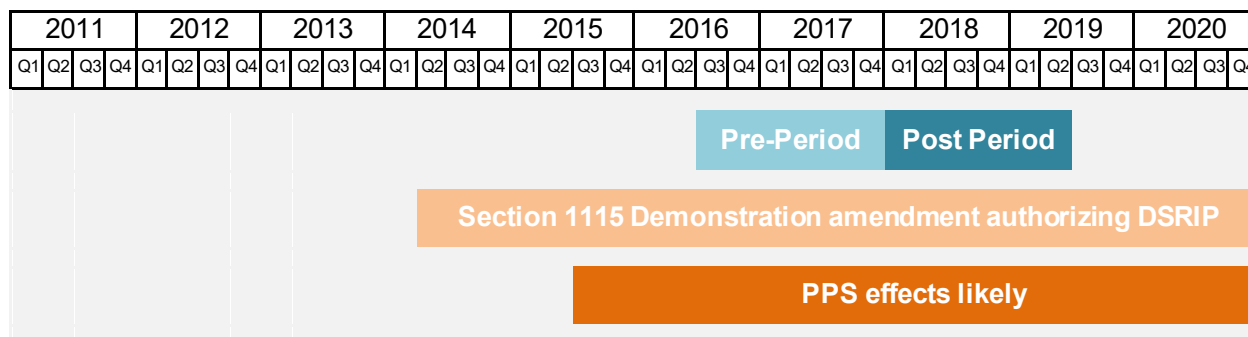 2011 2012 2013 2014 2015 2016 2017 2018 2019 2020
Q1 Q2 Q3 Q4 Q1 Q2 Q3 Q4 Q1 Q2 Q3 Q4 Q1 Q2 Q3 Q4 Q1 Q2 Q3 Q4 Q1 Q2 Q3 Q4 Q1 Q2 Q3 Q4 Q1 Q2 Q3 Q4 Q1 Q2 Q3 Q4 Q1 Q2 Q3 Q4
Pre-Period Post Period
Section 1115 Demonstration amendment authorizing DSRIP
PPS effects likely